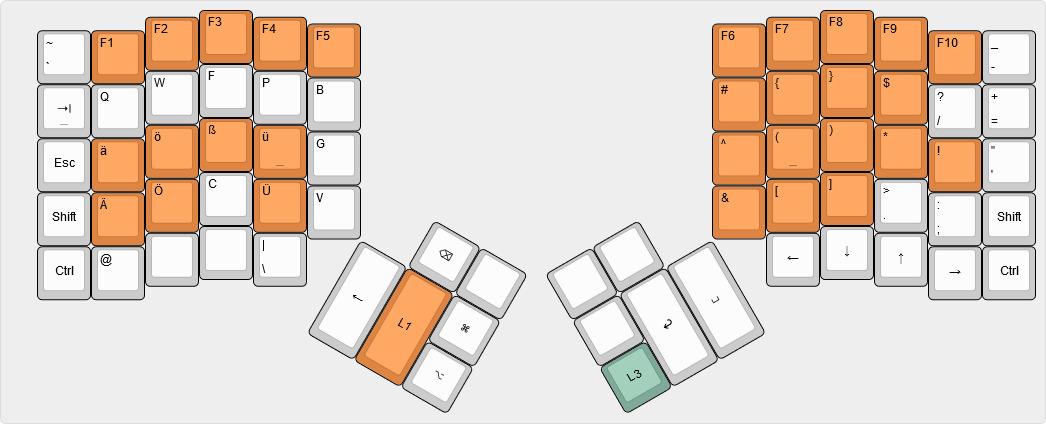 ~ F1 F2 F3 F4 F5 F6 F7 F8 F9 F10 _
` -
→| Q W F P B # { } $ ? +
_ / =
Esc ä ö ß ü G ^ ( ) * ! "
_ _ '
Shift Ä Ö C Ü V & [ ] > : Shift
. ;
Ctrl @ | ← ↓ ↑ → Ctrl
\
⌫
← L1 ⌘ ↲ ⎵
⌥ L3